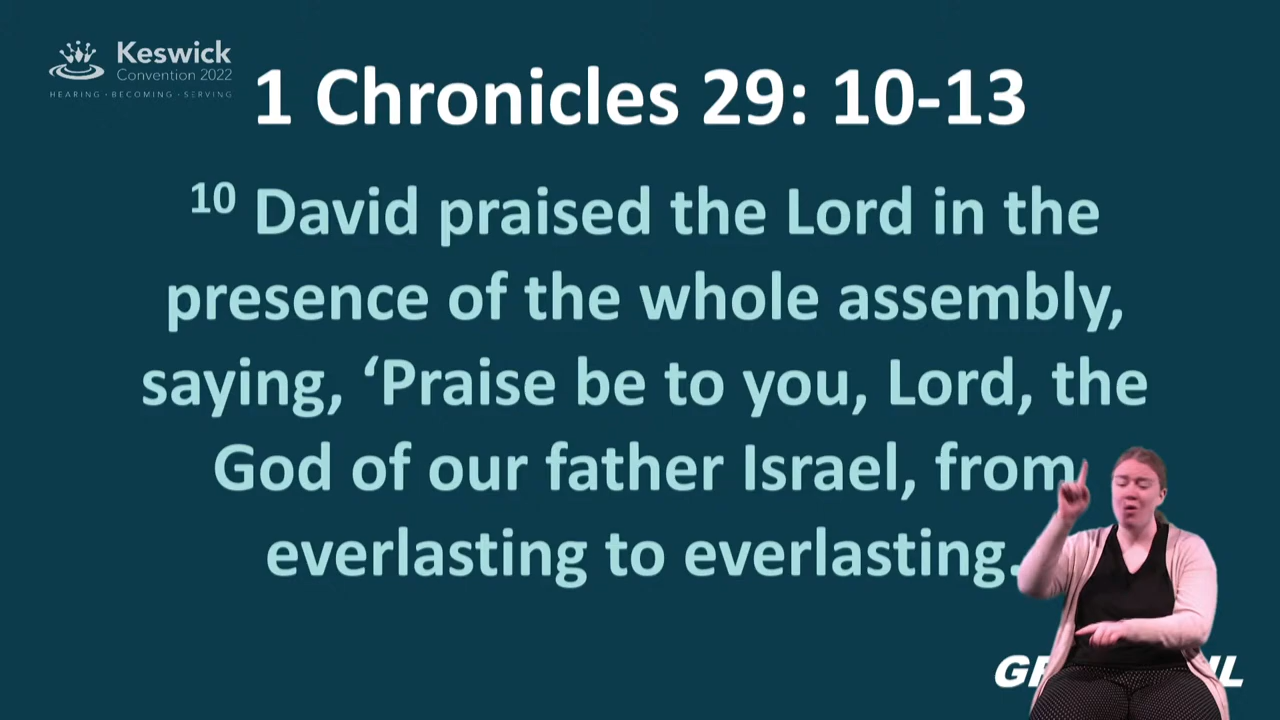 Keswick
Convention 2022
HEARING · BECOMING · SERVING
1 Chronicles 29: 10-13
10 David praised the Lord in the
presence of the whole assembly,
saying, ‘Praise be to you, Lord, the
God of our father Israel, from
everlasting to everlasting.